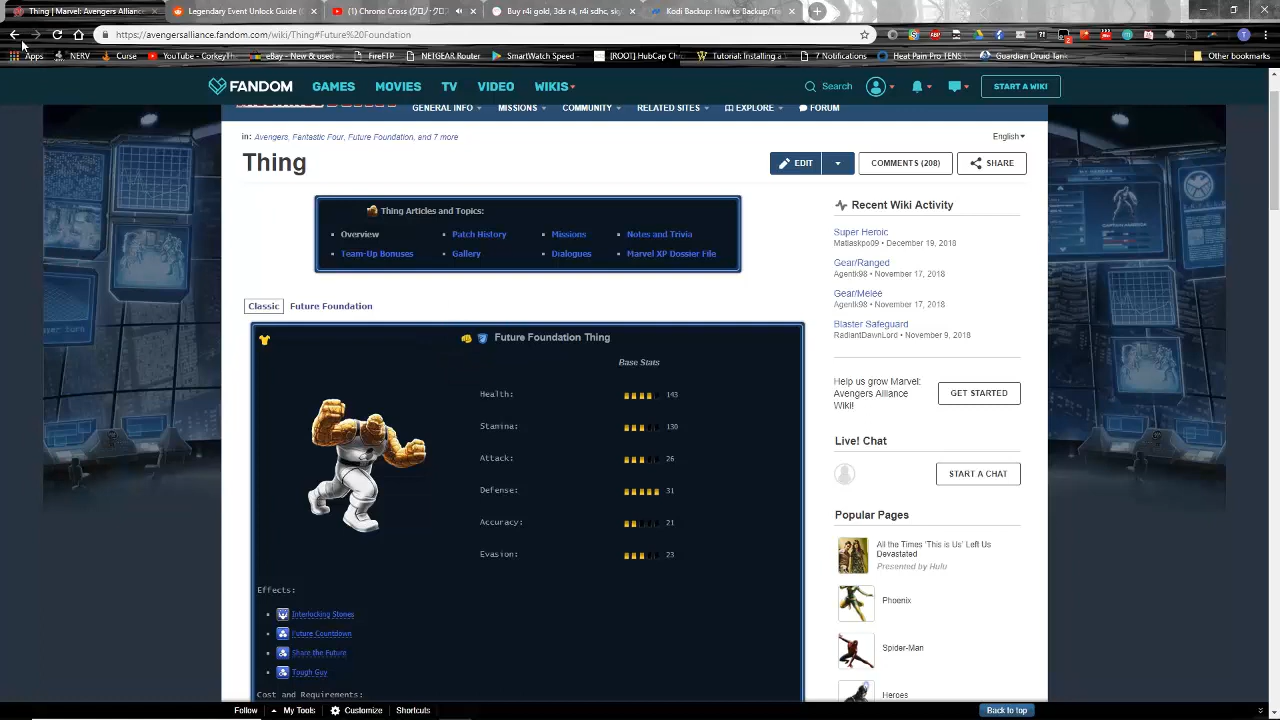 Thing | Marvel: Avengers Allianc
Legendary Event Unlock Guide
Chrono Cross (クロノ・ク
Buy and sell acekard 2i, r4i
Kodi Backup: How to Backup
https://avengersalliance.fandom.com/wiki/Thing#Future%20Foundation
T
Apps NERV Curse YouTube eBay - New & used FireFTP NETGEAR Router SmartWatch Speed [ROOT] HubCap Chr Tutorial: Installing a 7 Notifications Heat Pain Pro TENS Guardian Druid Tank Other bookmarks
FANDOM GAMES MOVIES TV VIDEO WIKIS Search START A WIKI
GENERAL INFO MISSIONS COMMUNITY RELATED SITES EXPLORE FORUM
in: Avengers, Fantastic Four, Future Foundation, and 7 more English
Thing
EDIT COMMENTS (208) SHARE
Thing Articles and Topics:
Overview Patch History Missions Notes and Trivia
Team-Up Bonuses Gallery Dialogues Marvel XP Dossier File
Classic Future Foundation
Future Foundation Thing
Base Stats
Health: 143
Stamina: 130
Attack: 26
Defense: 31
Accuracy: 21
Evasion: 23
Effects:
Interlocking Stones
Future Countdown
Share the Future
Tough Guy
Cost and Requirements:
Recent Wiki Activity
Super Heroic
Matiaskpo09 • December 19, 2018
Gear/Ranged
Agentk98 • November 17, 2018
Gear/Melee
Agentk98 • November 17, 2018
Blaster Safeguard
RadiantDawnLord • November 9, 2018
Help us grow Marvel:
Avengers Alliance
Wiki!
GET STARTED
Live! Chat
START A CHAT
Popular Pages
All the Times 'This is Us' Left Us
Devastated
Presented by Hulu
Phoenix
Spider-Man
Heroes
Follow My Tools Customize Shortcuts Back to top